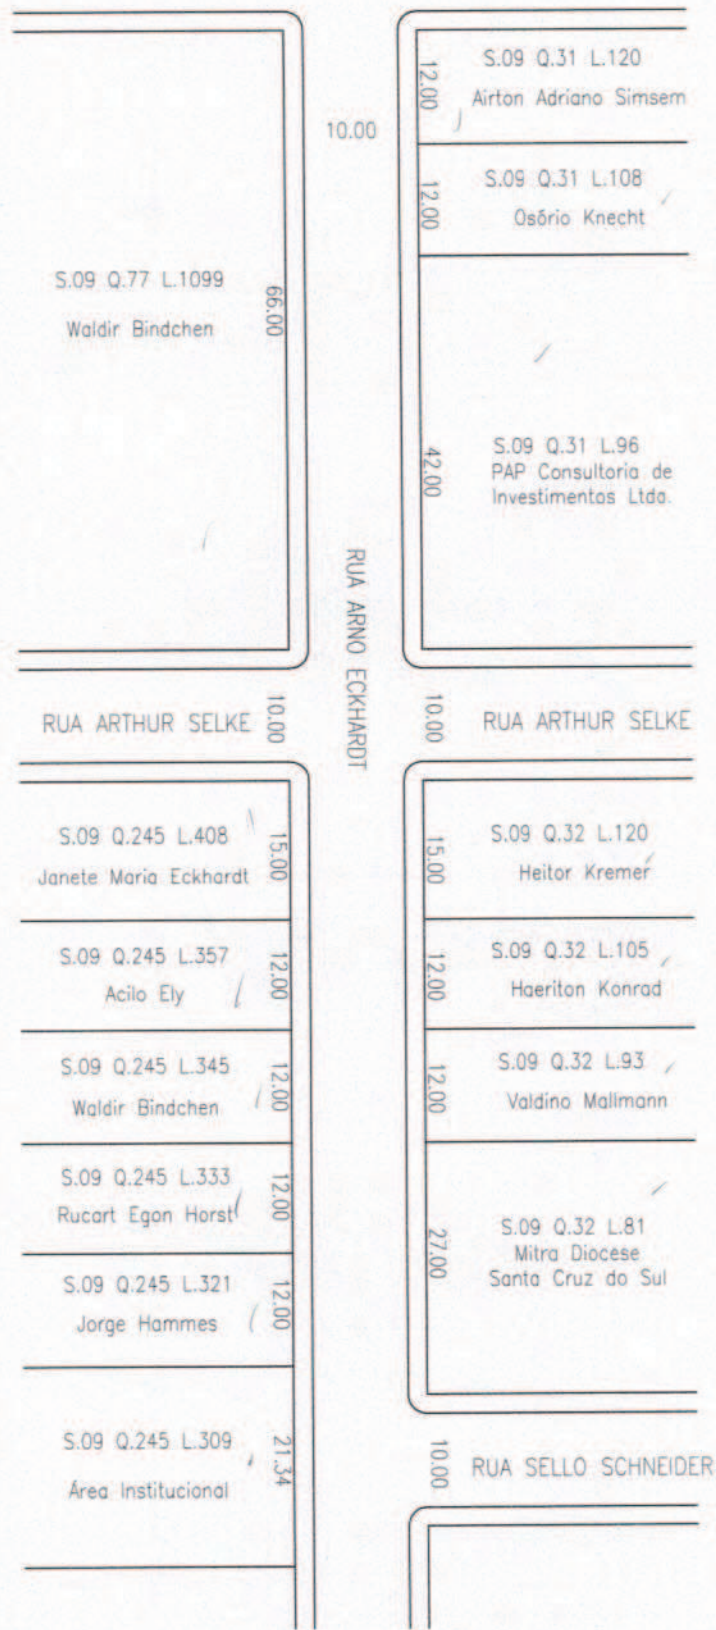 S.09 Q.31 L.120
Airton Adriano Simsem
12.00
10.00
S.09 Q.31 L.108
Osório Knecht
12.00
S.09 Q.77 L.1099
Waldir Bindchen
66.00
S.09 Q.31 L.96
PAP Consultoria de
Investimentos Ltda.
42.00
RUA ARNO ECKHARDT
RUA ARTHUR SELKE
10.00
10.00
RUA ARTHUR SELKE
S.09 Q.245 L.408
Janete Maria Eckhardt
15.00
15.00
S.09 Q.32 L.120
Heitor Kremer
S.09 Q.245 L.357
Acilo Ely
12.00
12.00
S.09 Q.32 L.105
Haeriton Konrad
S.09 Q.245 L.345
Waldir Bindchen
12.00
12.00
S.09 Q.32 L.93
Valdino Mallmann
S.09 Q.245 L.333
Rucart Egon Horst
12.00
27.00
S.09 Q.32 L.81
Mitra Diocese
Santa Cruz do Sul
S.09 Q.245 L.321
Jorge Hammes
12.00
S.09 Q.245 L.309
Área Institucional
21.34
10.00
RUA SELLO SCHNEIDER